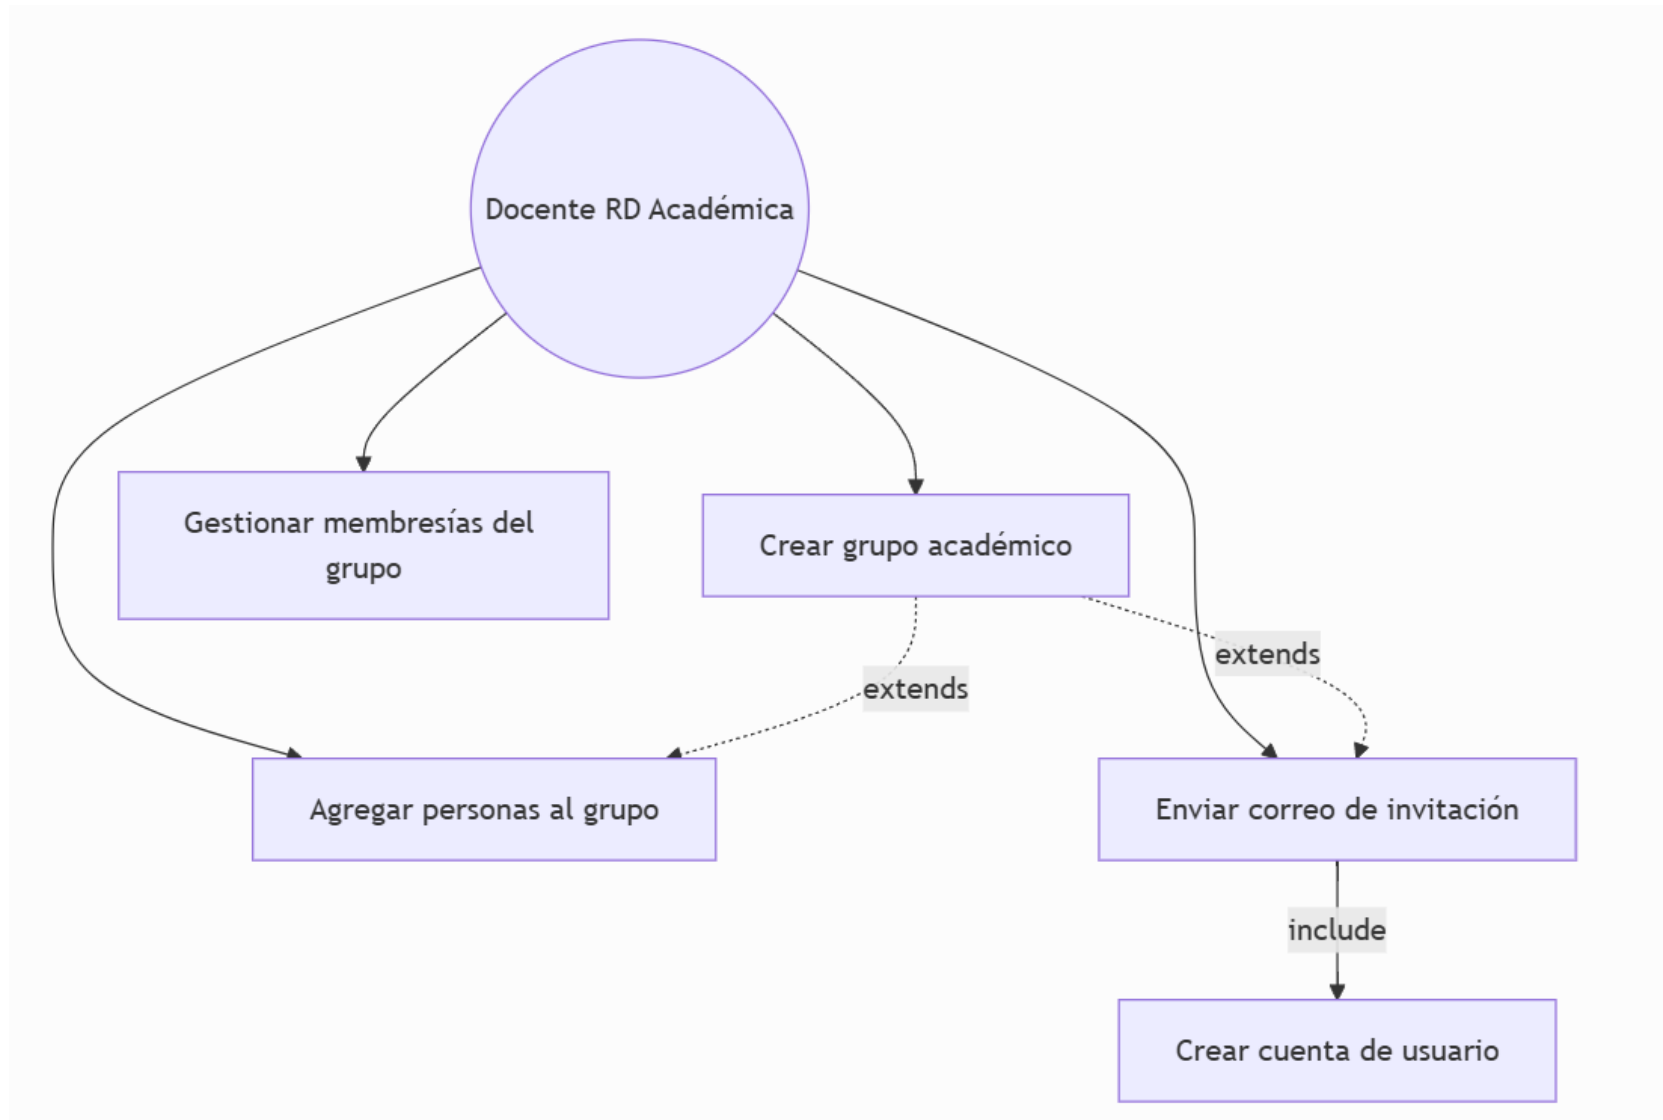 Docente RD Académica
Gestionar membresías del
grupo
Crear grupo académico
extends
extends
Agregar personas al grupo
Enviar correo de invitación
include
Crear cuenta de usuario